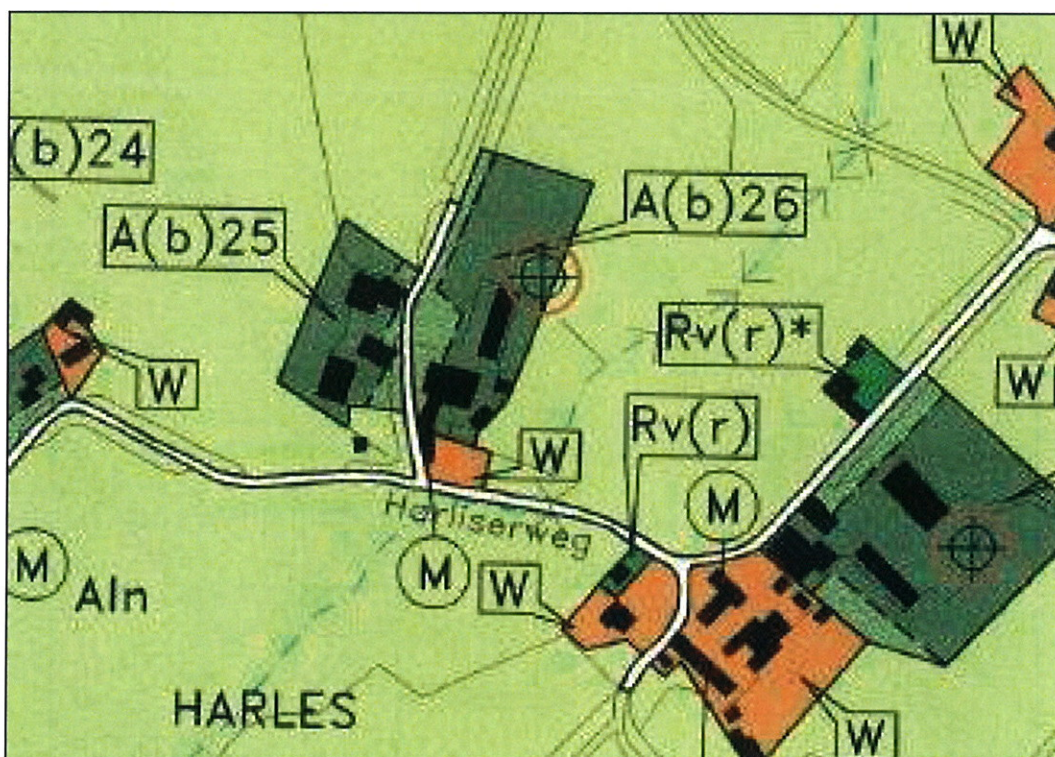 W
(b)24
A(b)26
A(b)25
Rv(r)*
W
W
Rv(r)
W
M
Harliserweg
M
M
W
Aln
HARLES
W